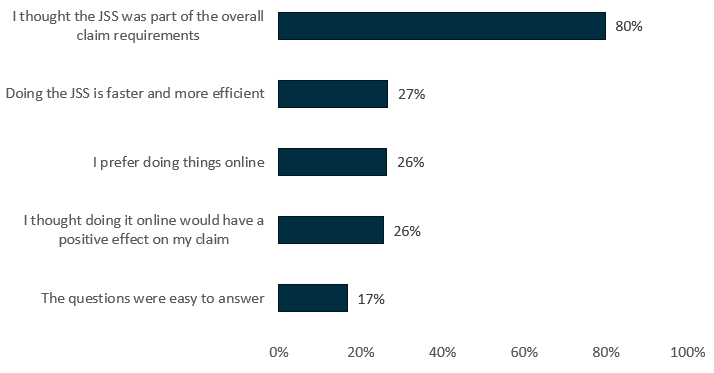 I thought the JSS was part of the overall
claim requirements
80%
Doing the JSS is faster and more efficient
27%
I prefer doing things online
26%
I thought doing it online would have a
positive effect on my claim
26%
The questions were easy to answer
17%
0%
20%
40%
60%
80%
100%